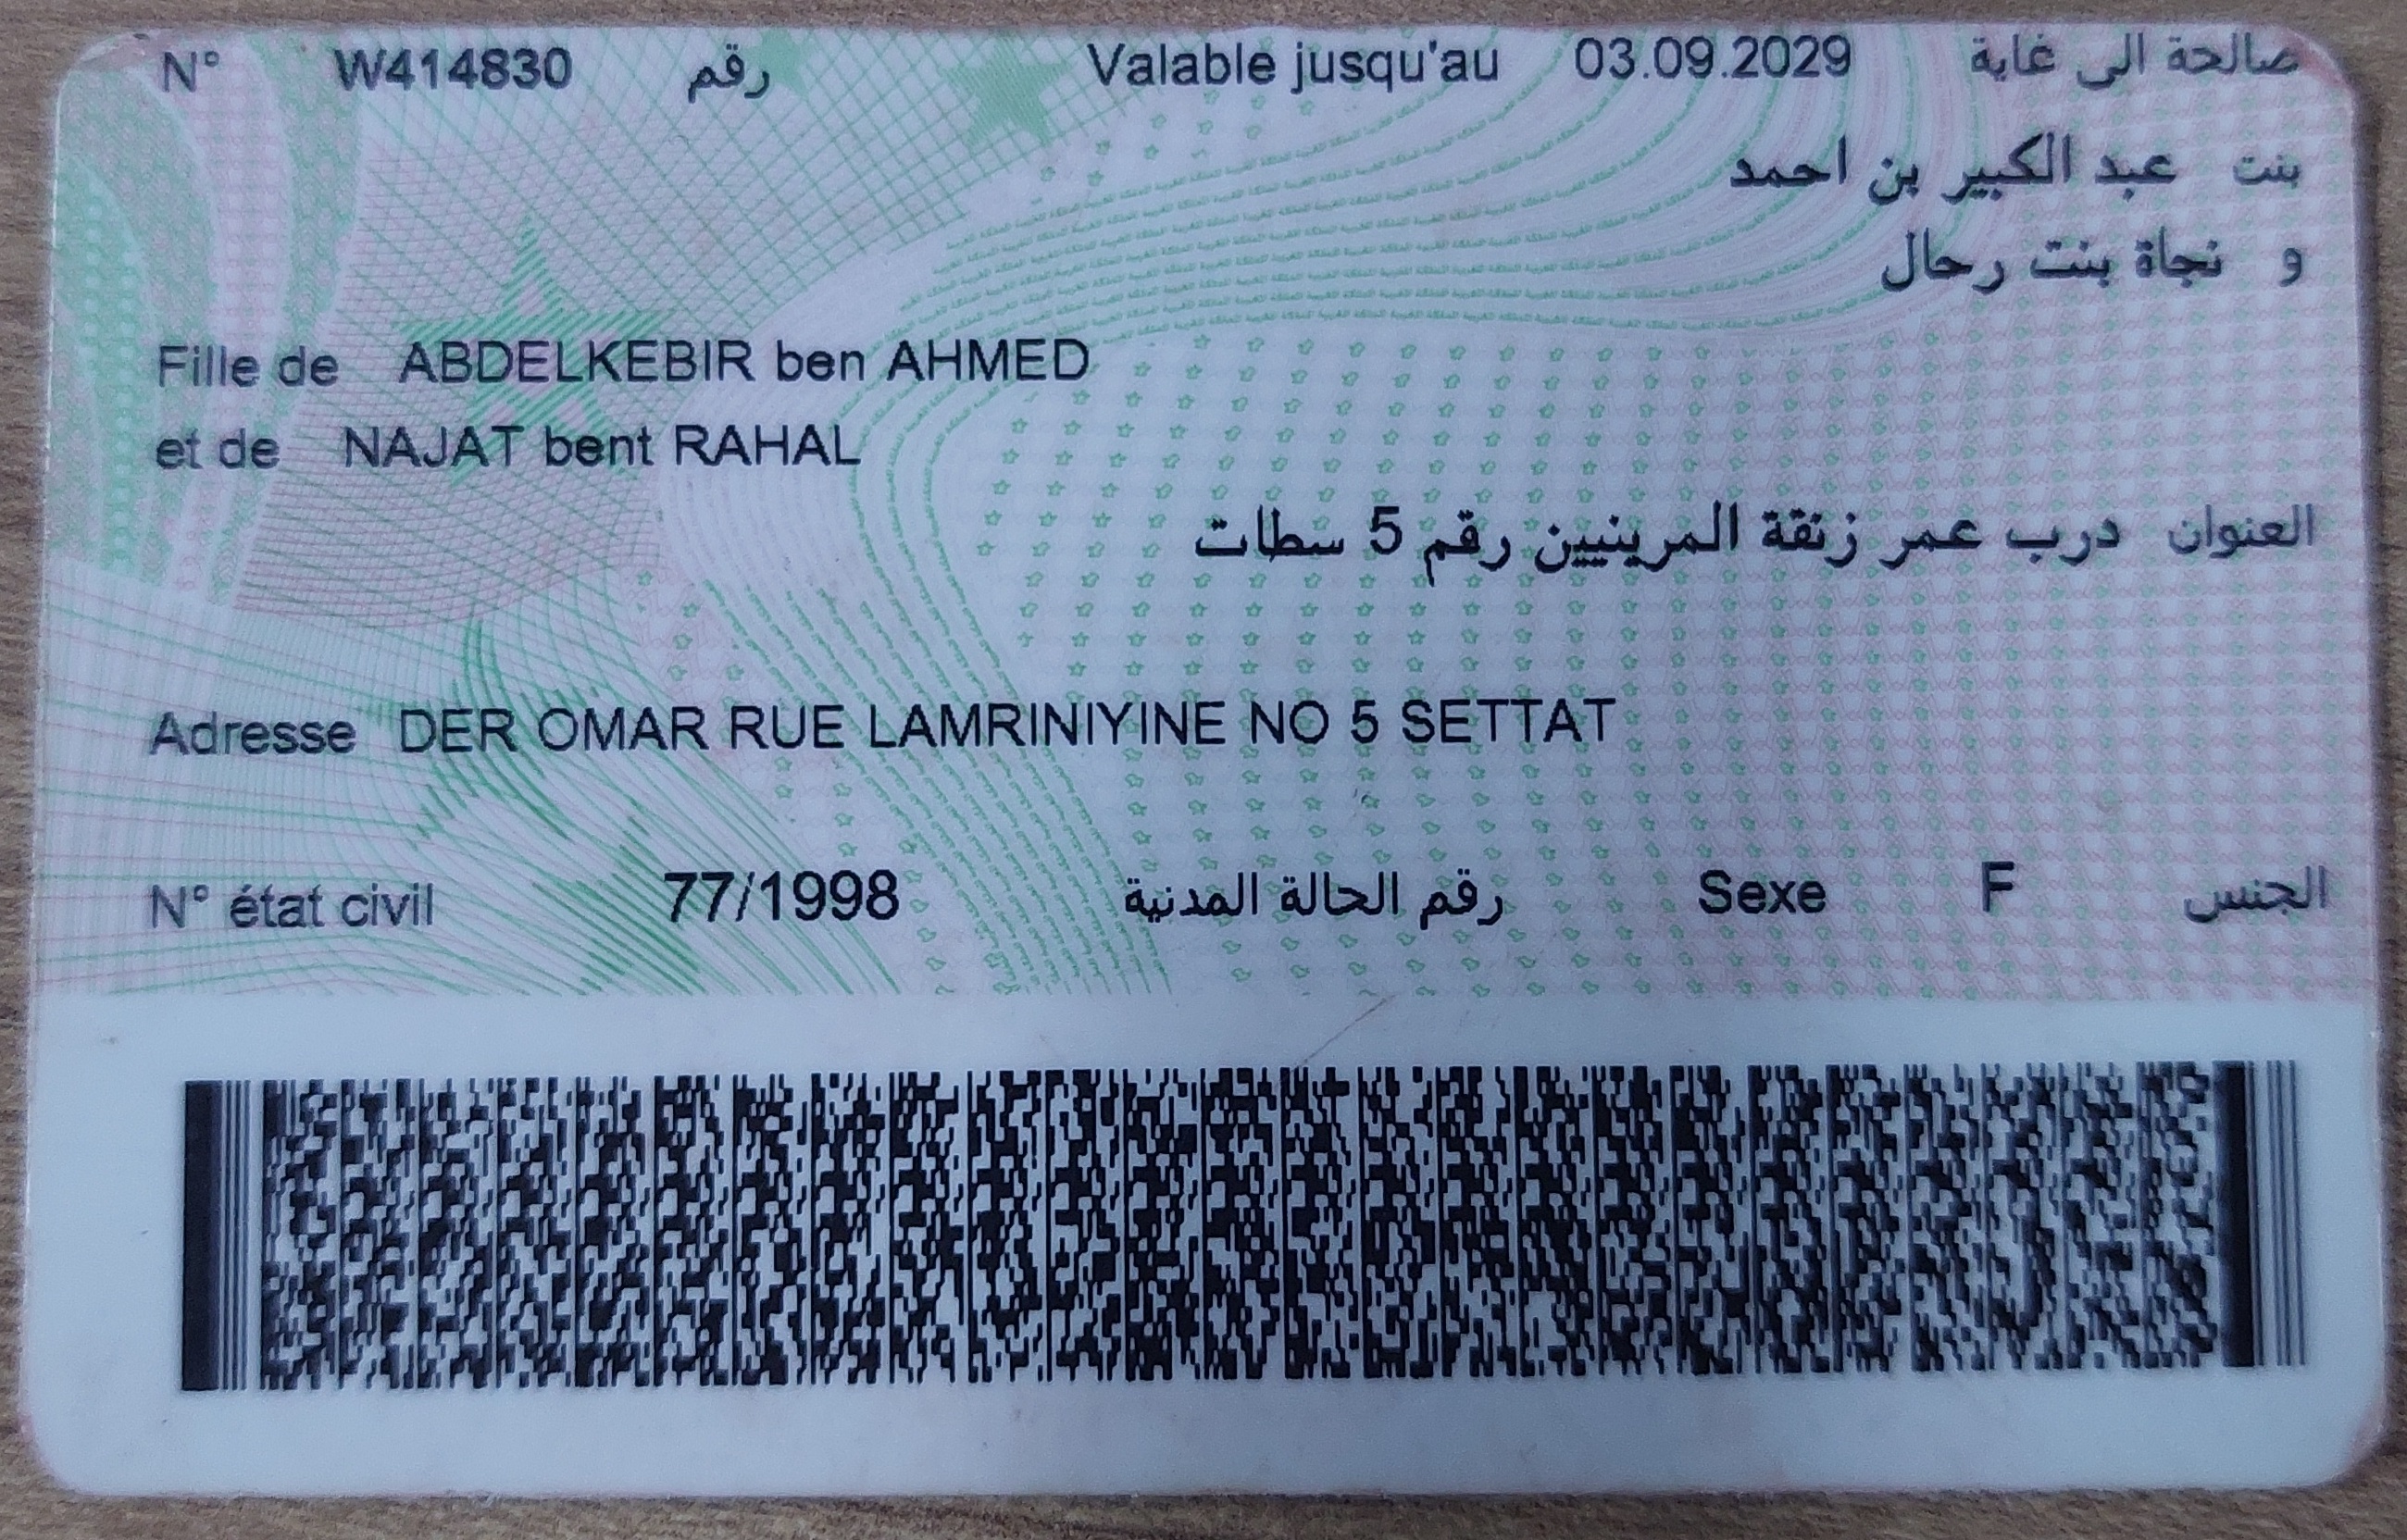 N° W414830 رقم Valable jusqu'au 03.09.2029 صالحة الى غاية
بنت عبد الكبير بن احمد
و نجاة بنت رحال
Fille de ABDELKEBIR ben AHMED
et de NAJAT bent RAHAL
العنوان درب عمر زنقة المرينيين رقم 5 سطات
Adresse DER OMAR RUE LAMRINIYINE NO 5 SETTAT
N° état civil 77/1998 رقم الحالة المدنية Sexe F الجنس